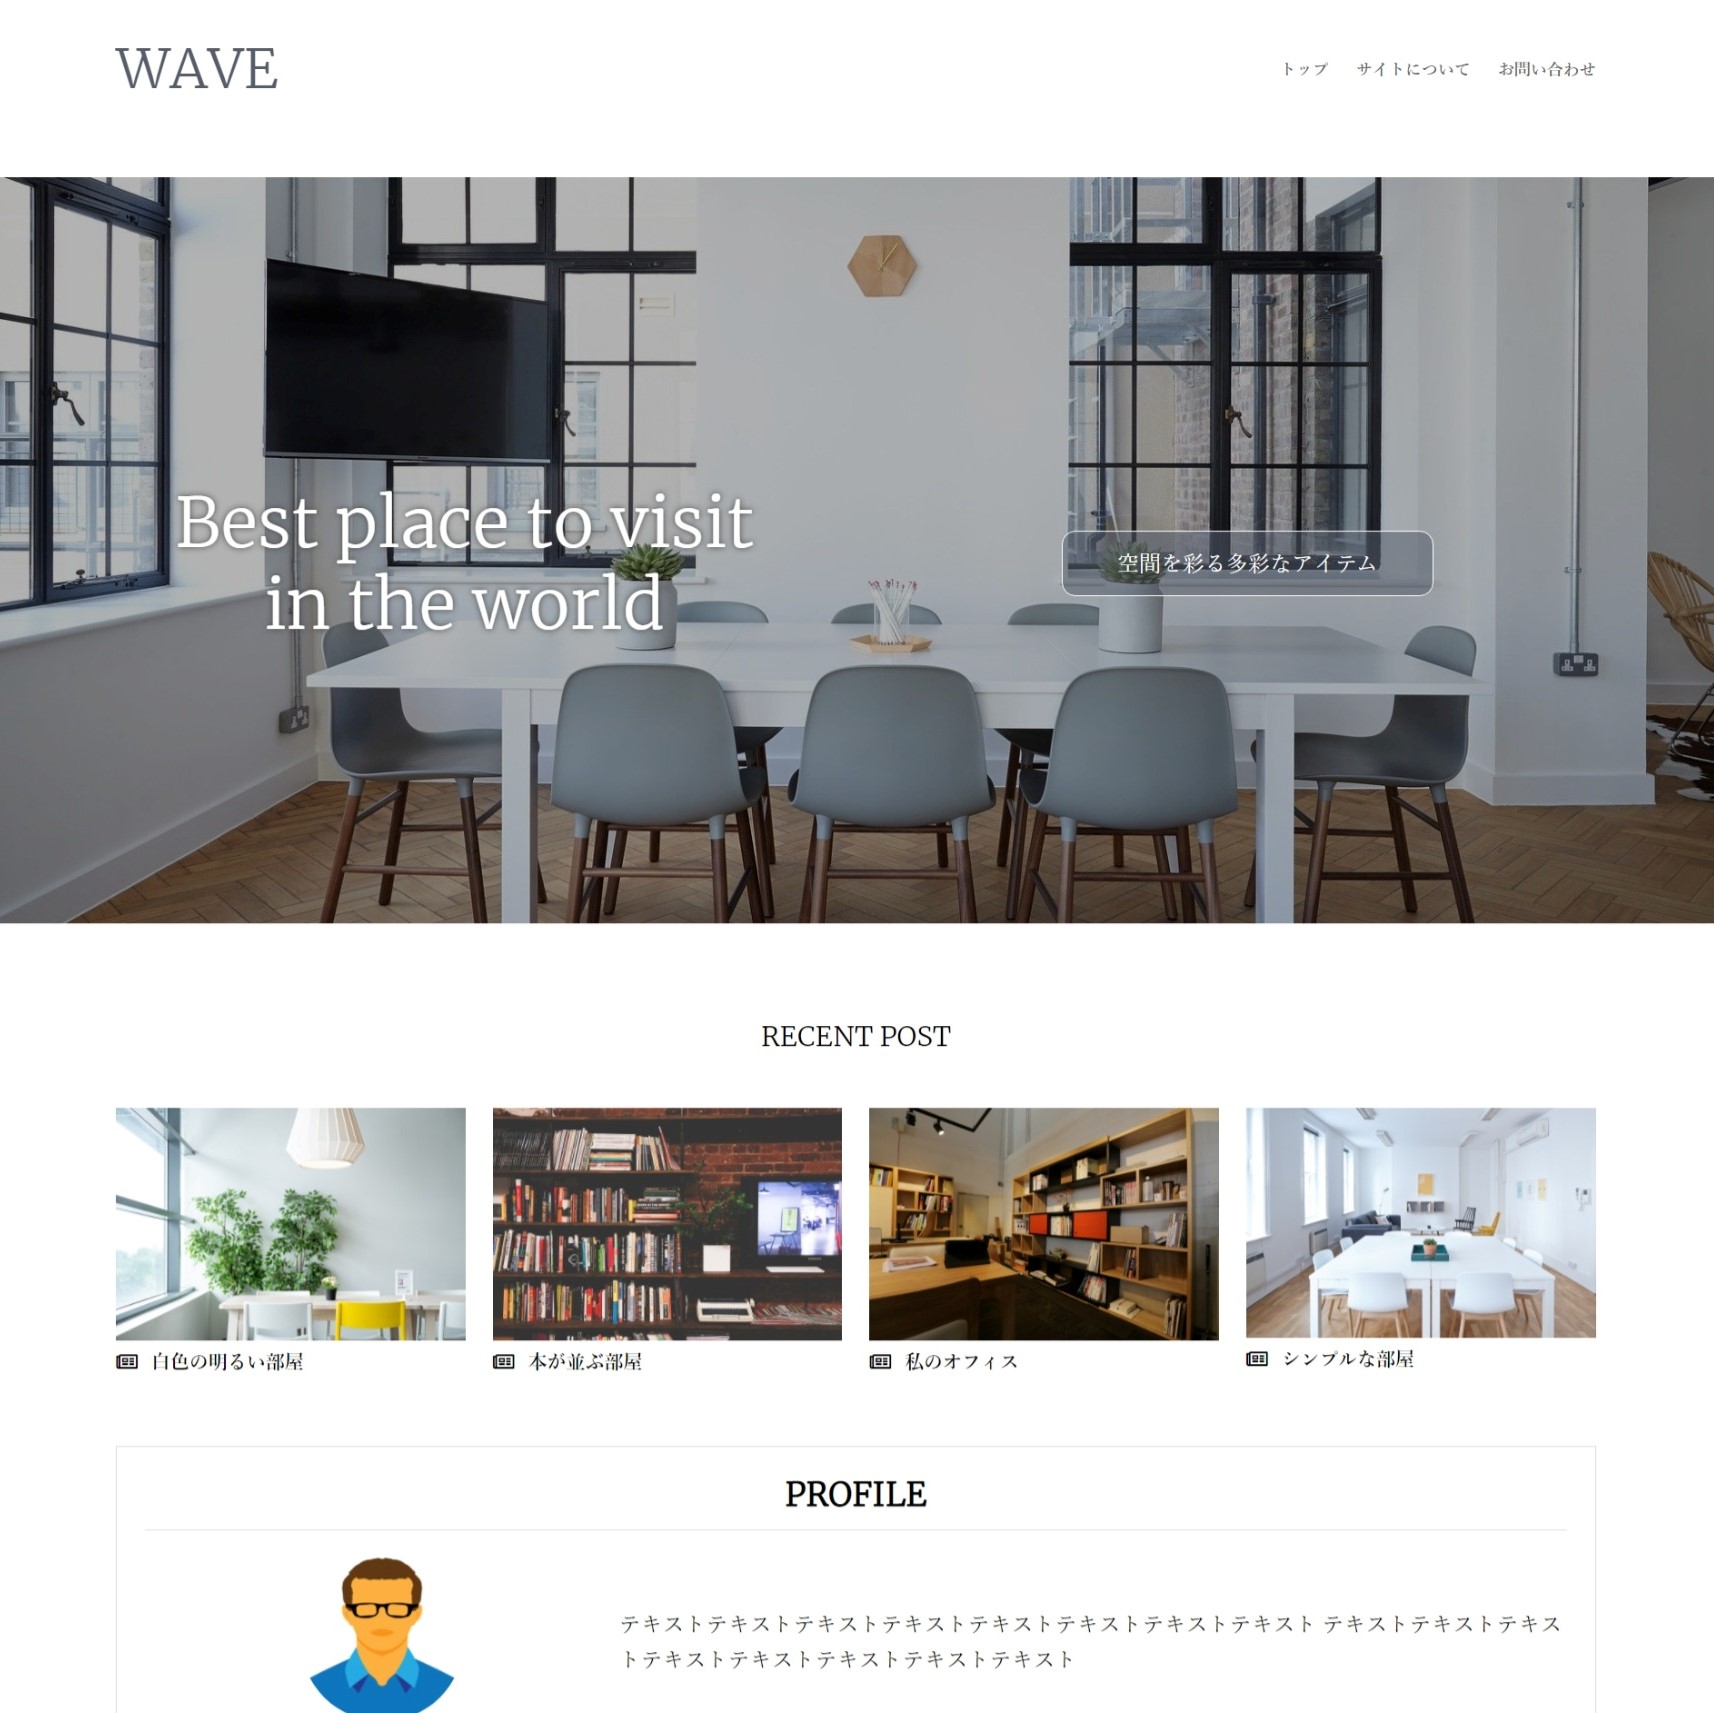 WAVE
トップ サイトについて お問い合わせ
Best place to visit
in the world
空間を彩る多彩なアイテム
RECENT POST
白色の明るい部屋
本が並ぶ部屋
私のオフィス
シンプルな部屋
PROFILE
テキストテキストテキストテキストテキストテキストテキストテキスト テキストテキストテキス
トテキストテキストテキストテキストテキスト